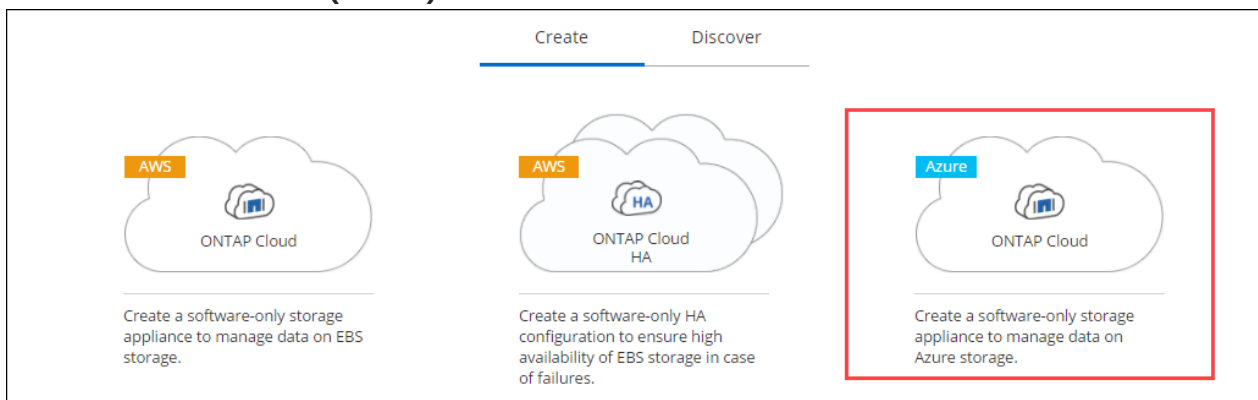 Create
Discover
AWS
ONTAP Cloud
Create a software-only storage
appliance to manage data on EBS
storage.
AWS
HA
ONTAP Cloud
HA
Create a software-only HA
configuration to ensure high
availability of EBS storage in case
of failures.
Azure
ONTAP Cloud
Create a software-only storage
appliance to manage data on
Azure storage.